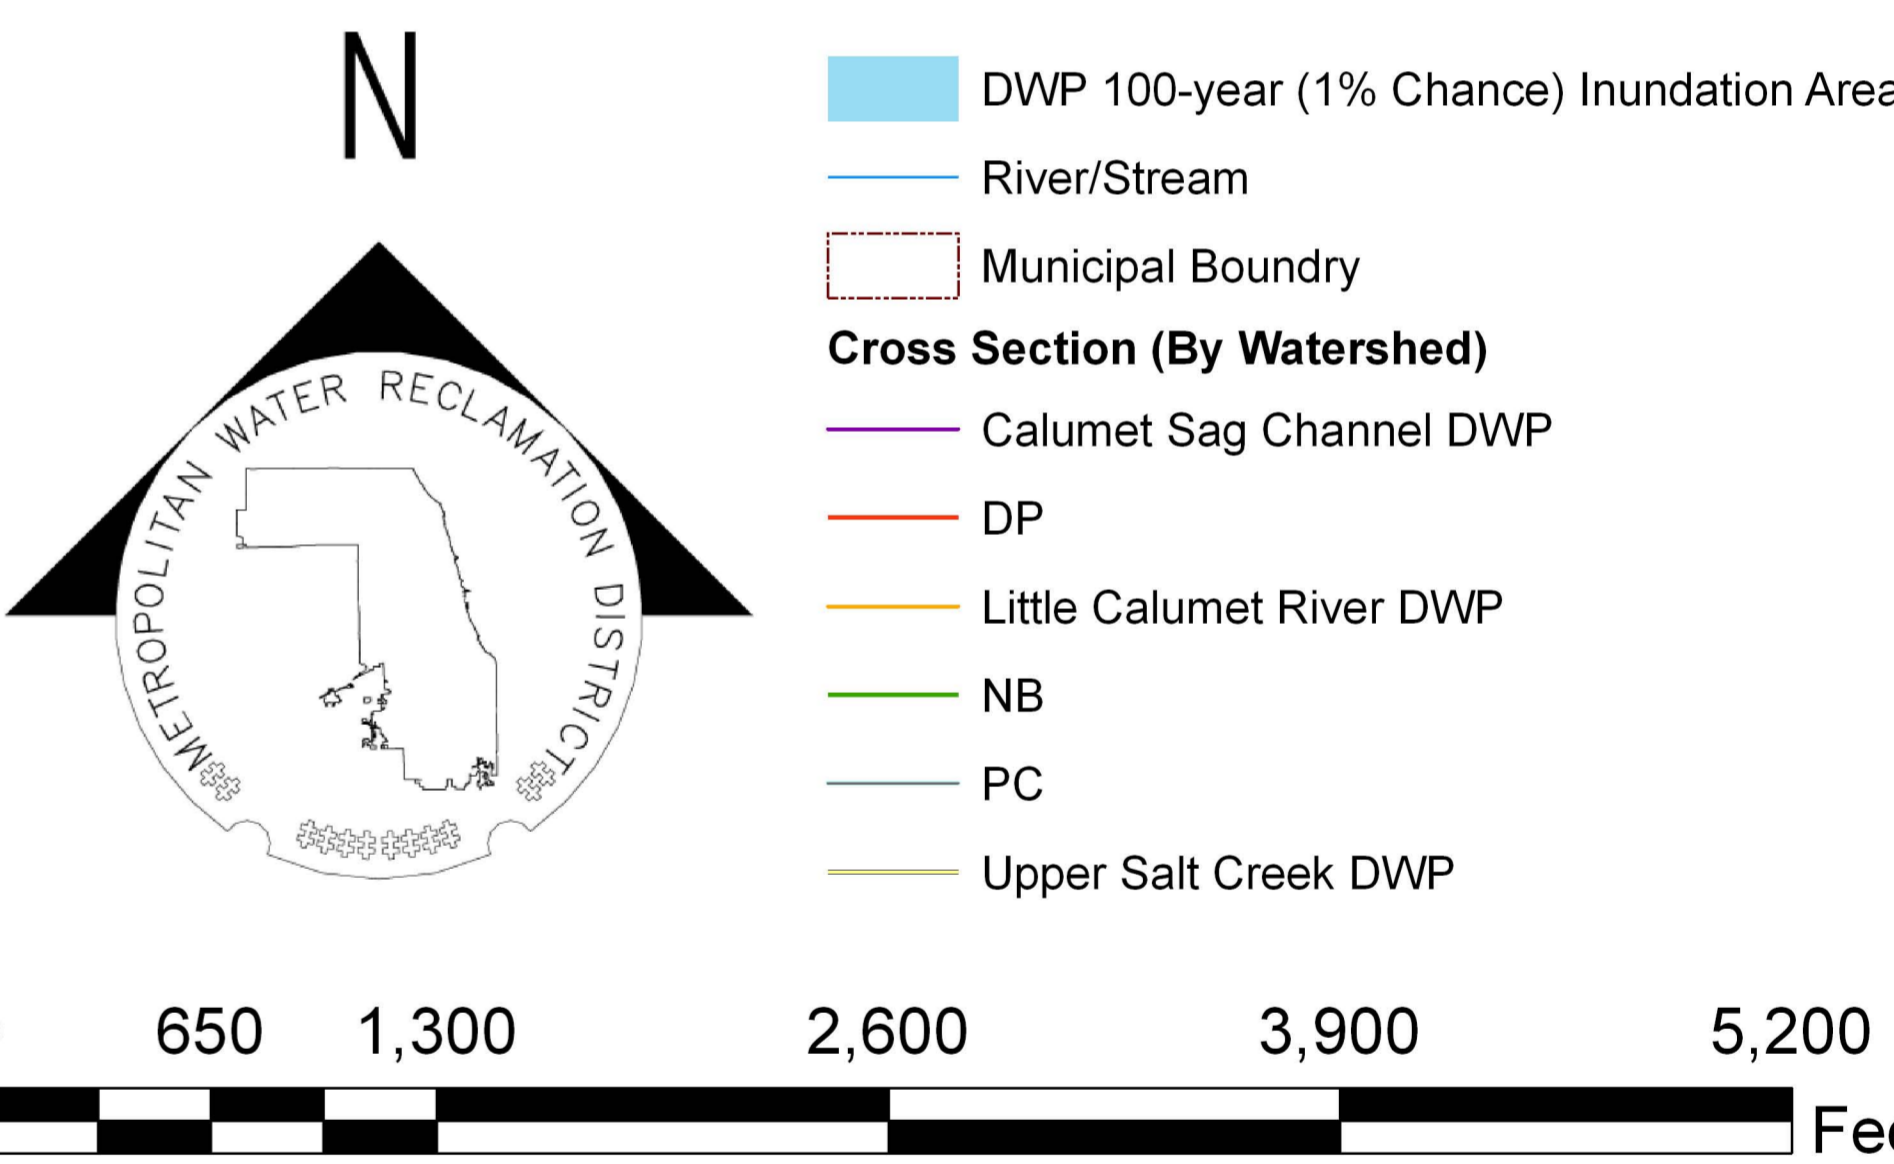 N
METROPOLITAN WATER RECLAMATION DISTRICT
DWP 100-year (1% Chance) Inundation Area
River/Stream
Municipal Boundry
Cross Section (By Watershed)
Calumet Sag Channel DWP
DP
Little Calumet River DWP
NB
PC
Upper Salt Creek DWP
650 1,300 2,600 3,900 5,200